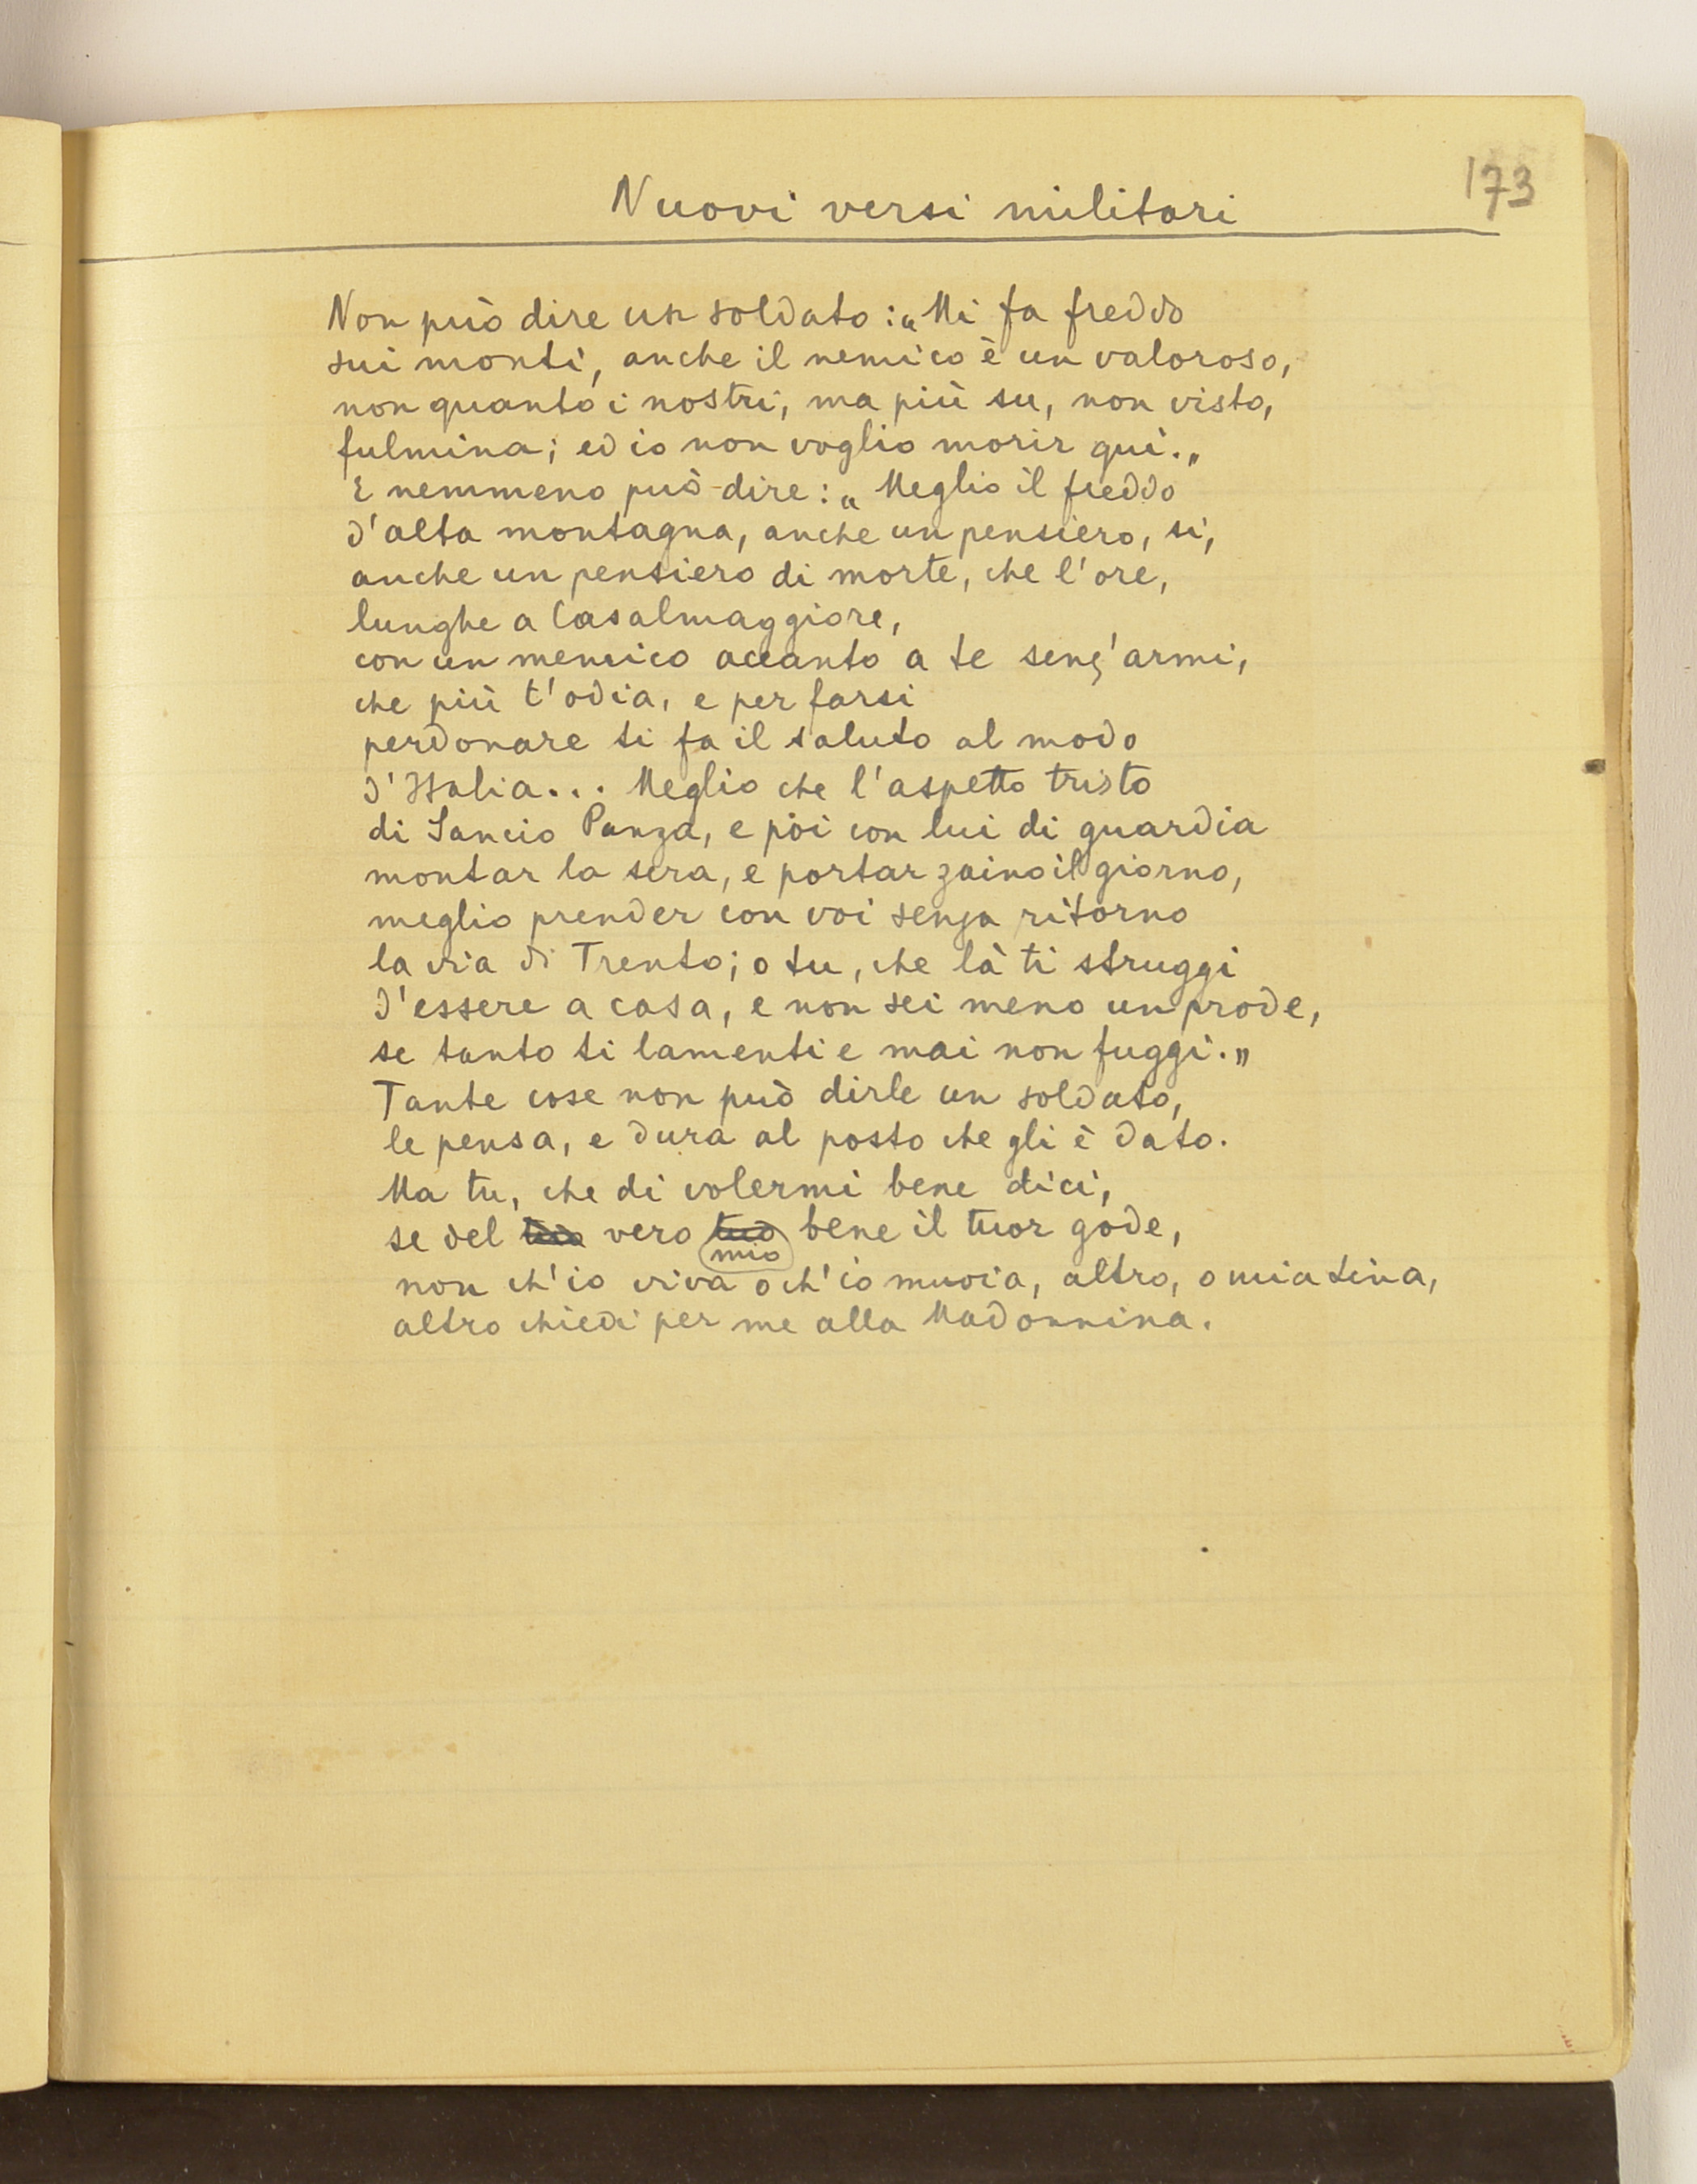 173
Nuovi versi militari
Non può dire un soldato: „Mi fa freddo
sui monti, anche il nemico è un valoroso,
non quanto i nostri, ma più su, non visto,
fulmina; ed io non voglio morir quì.„
E nemmeno può dire: „Meglio il freddo
d'alta montagna, anche un pensiero, si,
anche un pensiero di morte, che l'ore,
lunghe a Casalmaggiore,
con un nemico accanto a te senz'armi,
che più t'odia, e per farsi
perdonare ti fa il saluto al modo
d'Italia... Meglio che l'aspetto tristo
di Sancio Panza, e poi con lui di guardia
montar la sera, e portar zaino il giorno,
meglio prender con voi senza ritorno
la via di Trento; o tu, che là ti struggi
d'essere a casa, e non sei meno un prode,
se tanto ti lamenti e mai non fuggi.„
Tante cose non può dirle un soldato,
le pensa, e dura al posto che gli è dato.
Ma tu, che di volermi bene dici,
se del tuo vero tuo bene il tuor gode,
mio
non ch'io viva o ch'io muoia, altro, o mia Lina,
altro chiedi per me alla Madonnina.